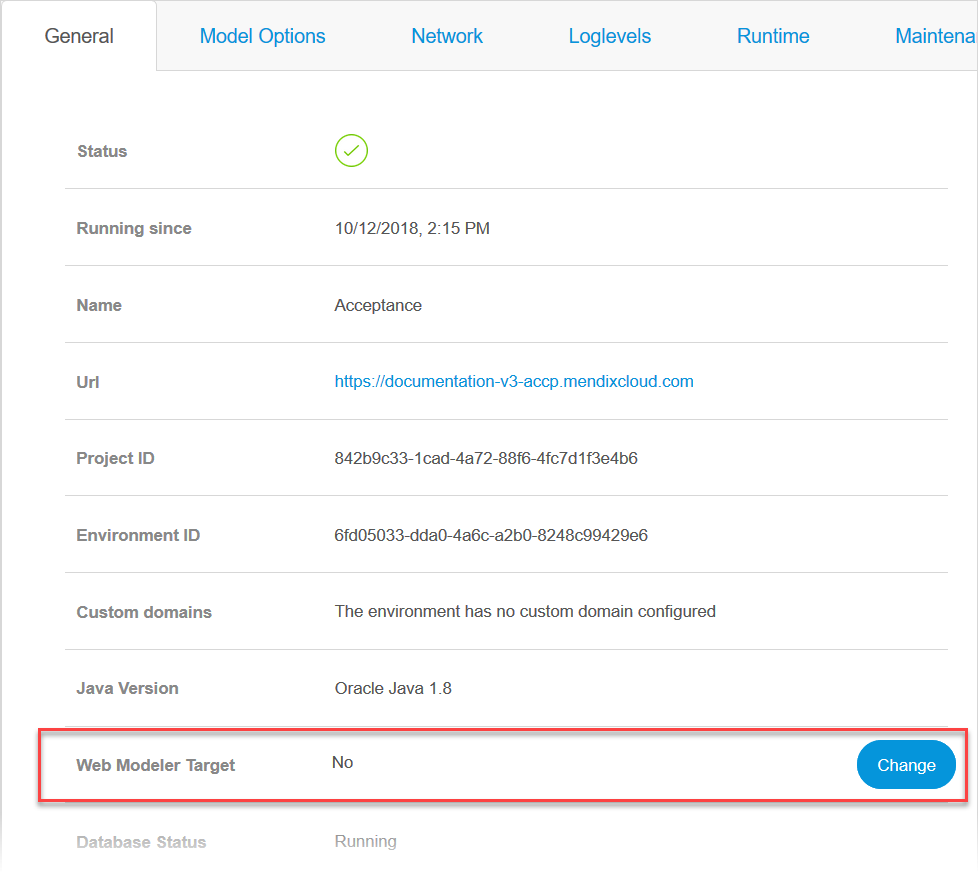 General Model Options Network Loglevels Runtime Maintena
Status
Running since 10/12/2018, 2:15 PM
Name Acceptance
Url https://documentation-v3-accp.mendixcloud.com
Project ID 842b9c33-1cad-4a72-88f6-4fc7d1f3e4b6
Environment ID 6fd05033-dda0-4a6c-a2b0-8248c99429e6
Custom domains The environment has no custom domain configured
Java Version Oracle Java 1.8
Web Modeler Target No Change
Database Status Running